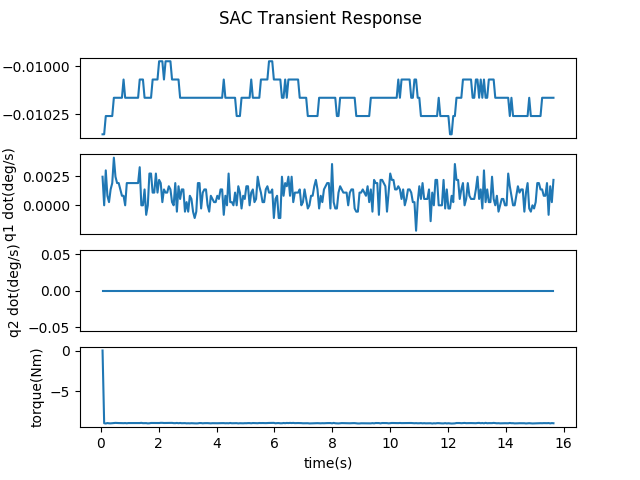 SAC Transient Response
−0.01000
−0.01025
q1 dot(deg/s)
0.0025
0.0000
q2 dot(deg/s)
0.05
0.00
−0.05
torque(Nm)
0
−5
0 2 4 6 8 10 12 14 16
time(s)